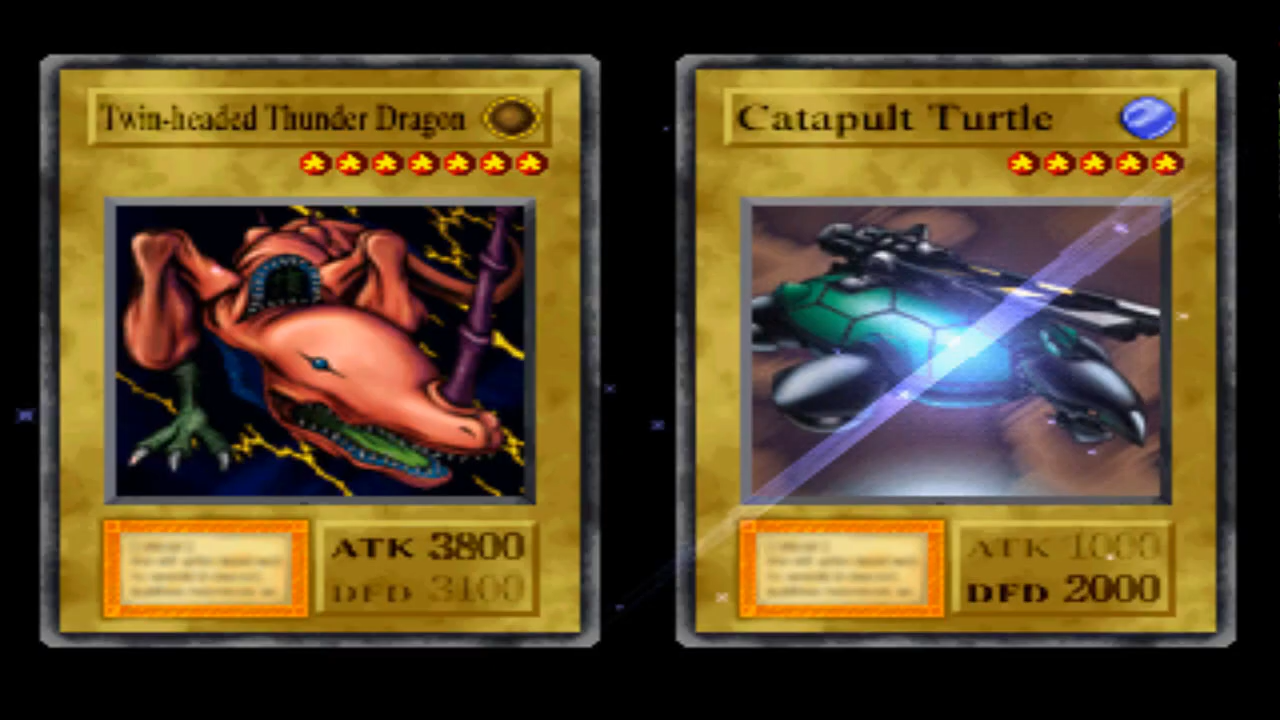 Twin-headed Thunder Dragon
ATK 3800
DFD 3100
Catapult Turtle
ATK 1000
DFD 2000